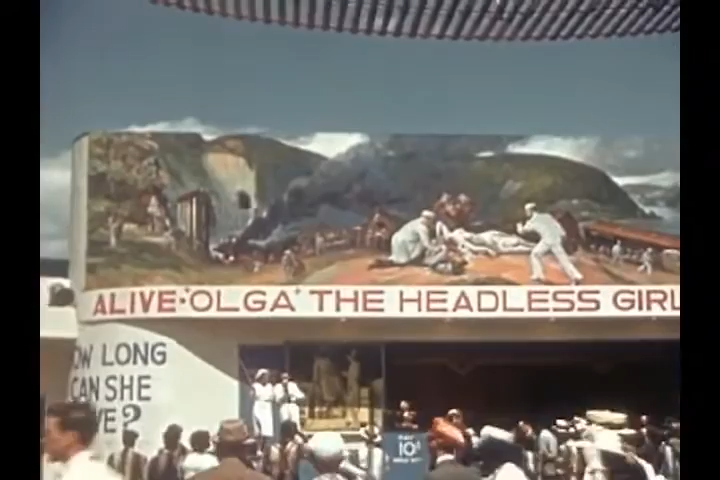 ALIVE "OLGA" THE HEADLESS GIRL
OW LONG
CAN SHE
VE?
10¢